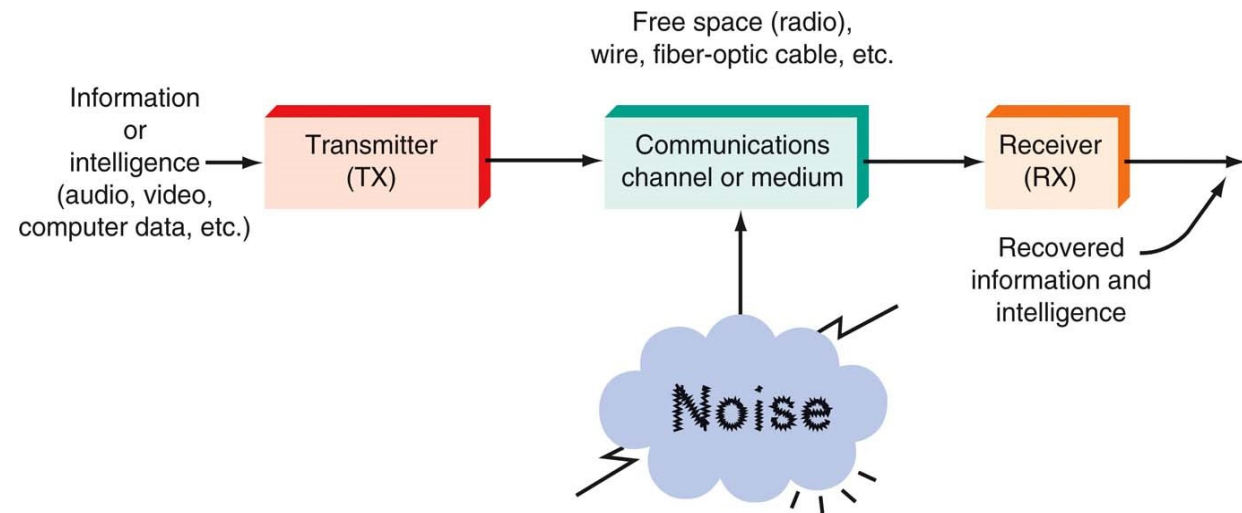 Free space (radio),
wire, fiber-optic cable, etc.
Information
or
intelligence
(audio, video,
computer data, etc.)
Transmitter
(TX)
Communications
channel or medium
Receiver
(RX)
Recovered
information and
intelligence
Noise